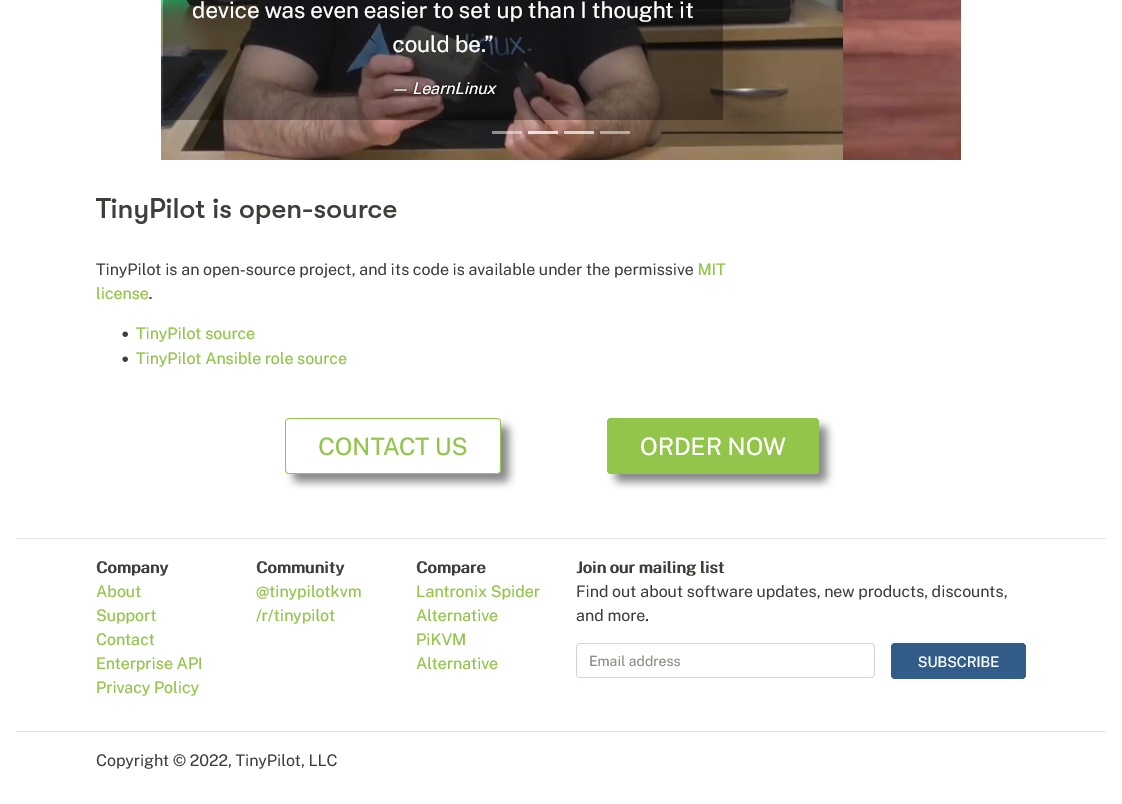 device was even easier to set up than I thought it
could be.”
— LearnLinux
TinyPilot is open-source
TinyPilot is an open-source project, and its code is available under the permissive MIT
license.
• TinyPilot source
• TinyPilot Ansible role source
CONTACT US
ORDER NOW
Company
About
Support
Contact
Enterprise API
Privacy Policy
Community
@tinypilotkvm
/r/tinypilot
Compare
Lantronix Spider
Alternative
PiKVM
Alternative
Join our mailing list
Find out about software updates, new products, discounts,
and more.
Email address
SUBSCRIBE
Copyright © 2022, TinyPilot, LLC